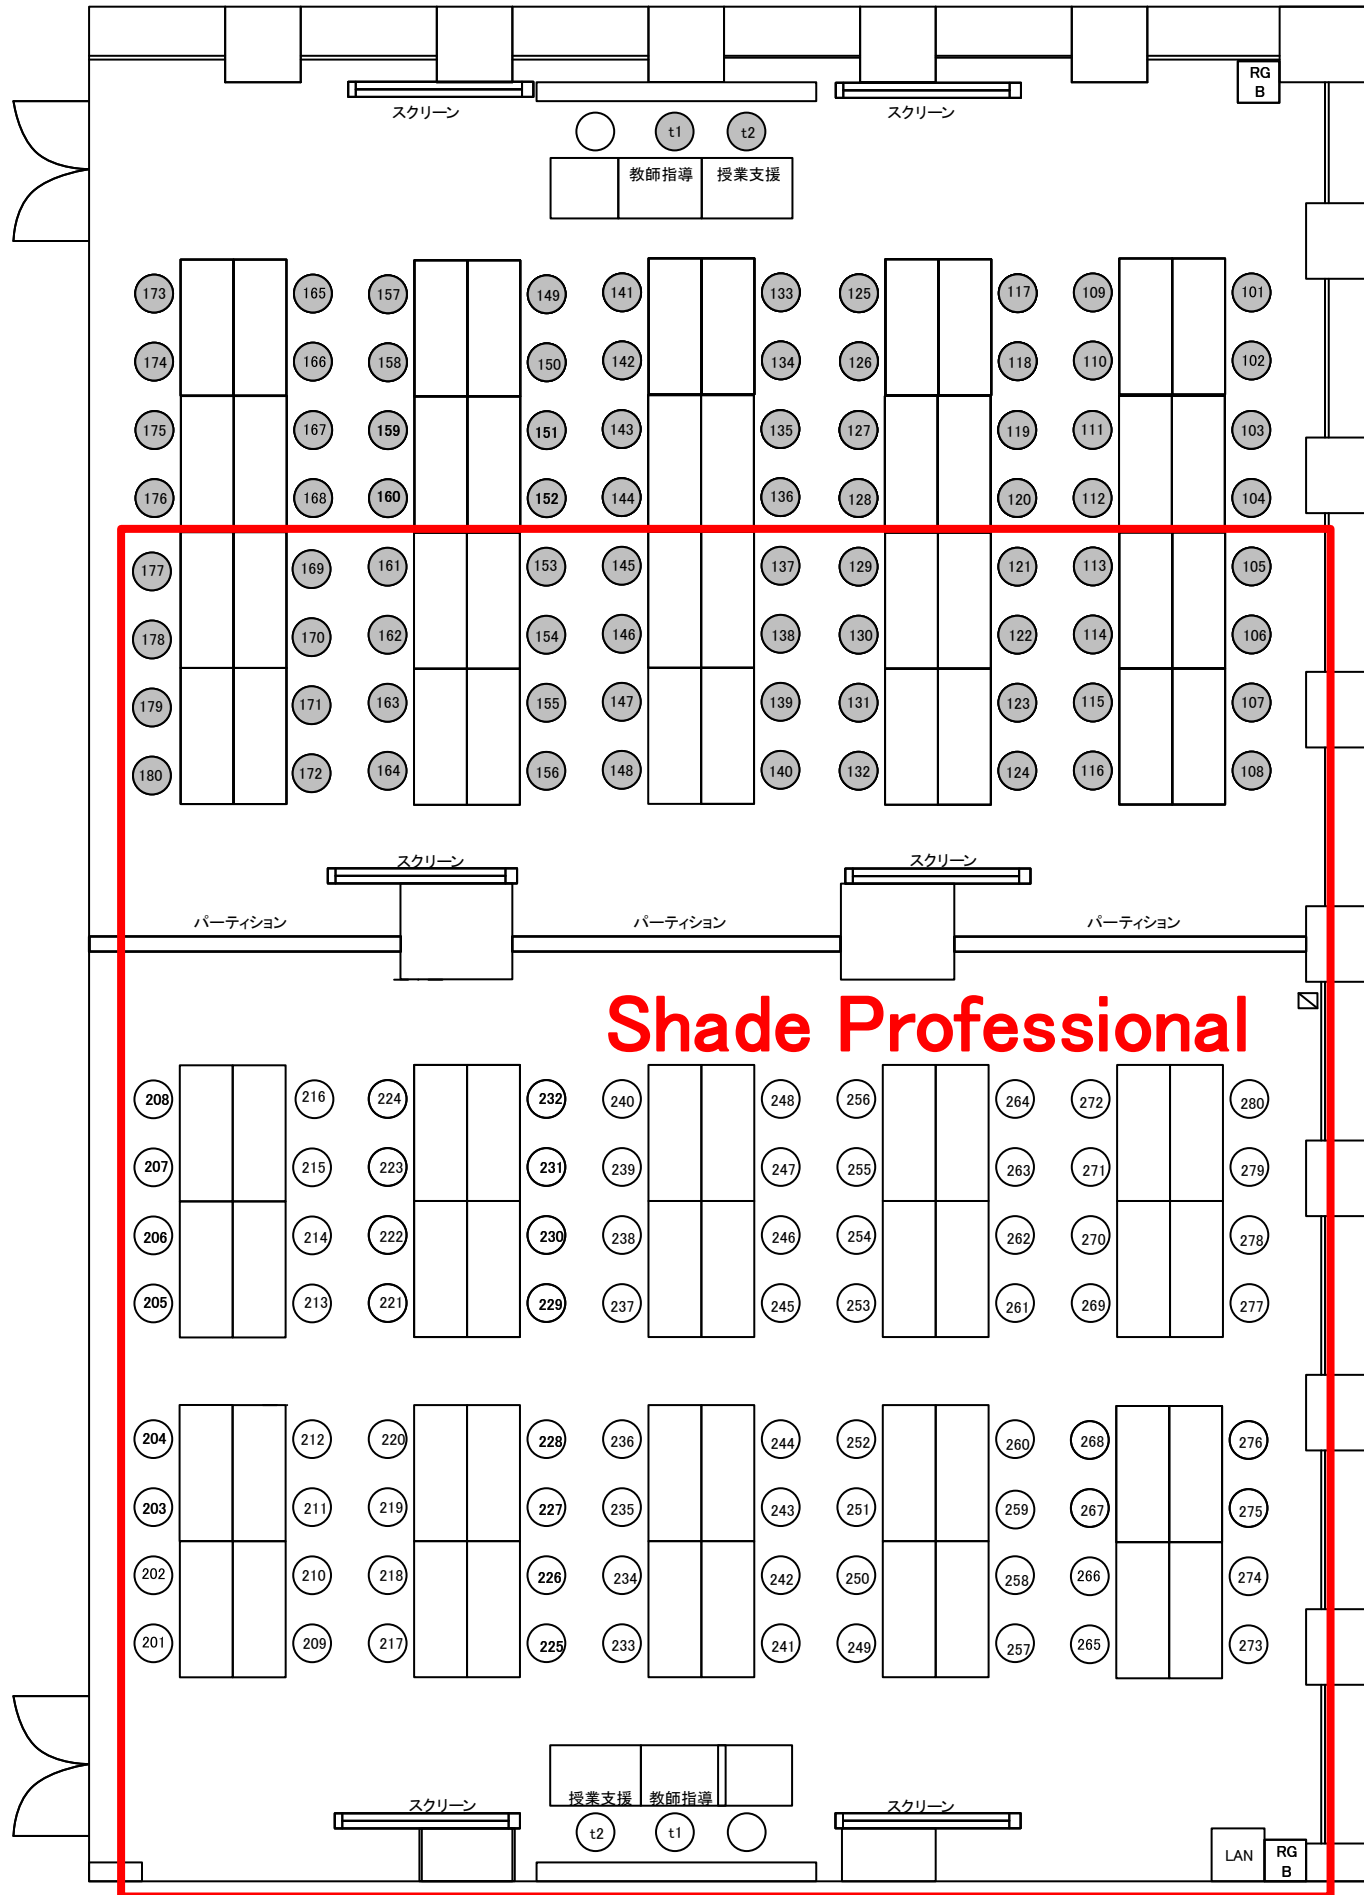 RG
B
スクリーン スクリーン
t1 t2
教師指導 授業支援
173 165 157 149 141 133 125 117 109 101
174 166 158 150 142 134 126 118 110 102
175 167 159 151 143 135 127 119 111 103
176 168 160 152 144 136 128 120 112 104
177 169 161 153 145 137 129 121 113 105
178 170 162 154 146 138 130 122 114 106
179 171 163 155 147 139 131 123 115 107
180 172 164 156 148 140 132 124 116 108
スクリーン スクリーン
パーティション パーティション パーティション
Shade Professional
208 216 224 232 240 248 256 264 272 280
207 215 223 231 239 247 255 263 271 279
206 214 222 230 238 246 254 262 270 278
205 213 221 229 237 245 253 261 269 277
204 212 220 228 236 244 252 260 268 276
203 211 219 227 235 243 251 259 267 275
202 210 218 226 234 242 250 258 266 274
201 209 217 225 233 241 249 257 265 273
授業支援 教師指導
スクリーン スクリーン
t2 t1
LAN RG
B